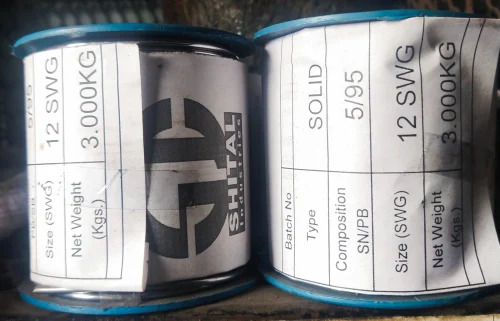 5/95
Size (SWG) 12 SWG
Net Weight (Kgs.) 3.000KG
SHITAL
industries
Batch No
Type SOLID
Composition SN/PB 5/95
Size (SWG) 12 SWG
Net Weight (Kgs.) 3.000KG